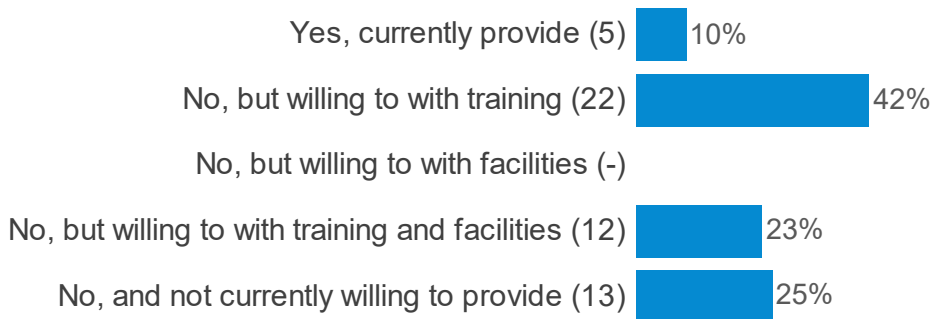 Yes, currently provide (5) 10%
No, but willing to with training (22) 42%
No, but willing to with facilities (-)
No, but willing to with training and facilities (12) 23%
No, and not currently willing to provide (13) 25%